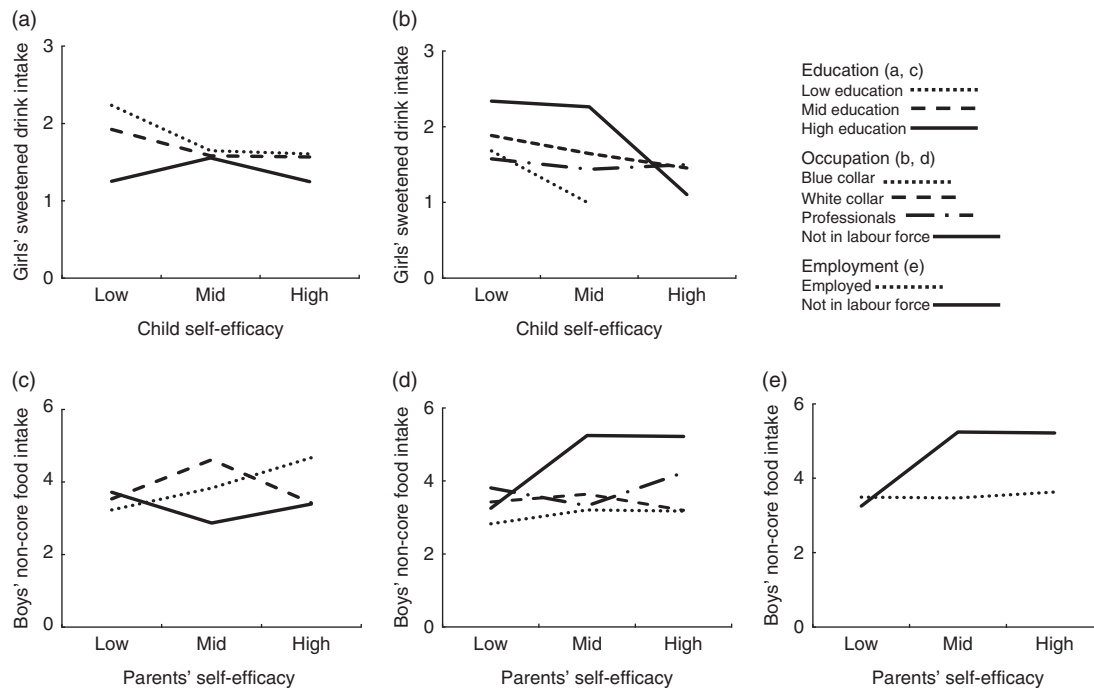 (a)
3
2
1
0
Girls' sweetened drink intake
Low Mid High
Child self-efficacy
(b)
3
2
1
0
Girls' sweetened drink intake
Low Mid High
Child self-efficacy
Education (a, c)
Low education
Mid education
High education
Occupation (b, d)
Blue collar
White collar
Professionals
Not in labour force
Employment (e)
Employed
Not in labour force
(c)
6
4
2
0
Boys' non-core food intake
Low Mid High
Parents' self-efficacy
(d)
6
4
2
0
Boys' non-core food intake
Low Mid High
Parents' self-efficacy
(e)
6
4
2
0
Boys' non-core food intake
Low Mid High
Parents' self-efficacy